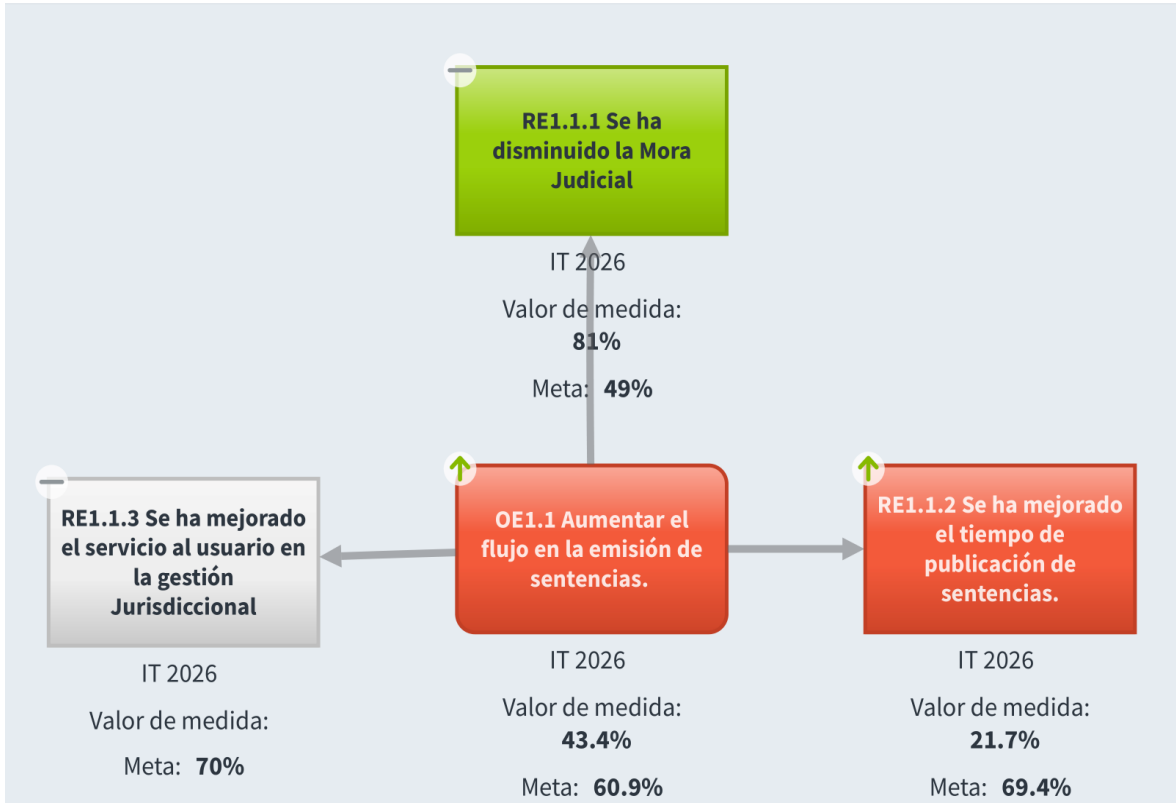 RE1.1.1 Se ha
disminuido la Mora
Judicial
IT 2026
Valor de medida:
81%
Meta: 49%
RE1.1.3 Se ha mejorado
el servicio al usuario en
la gestión
Jurisdiccional
IT 2026
Valor de medida:
Meta: 70%
OE1.1 Aumentar el
flujo en la emisión de
sentencias.
IT 2026
Valor de medida:
43.4%
Meta: 60.9%
RE1.1.2 Se ha mejorado
el tiempo de
publicación de
sentencias.
IT 2026
Valor de medida:
21.7%
Meta: 69.4%